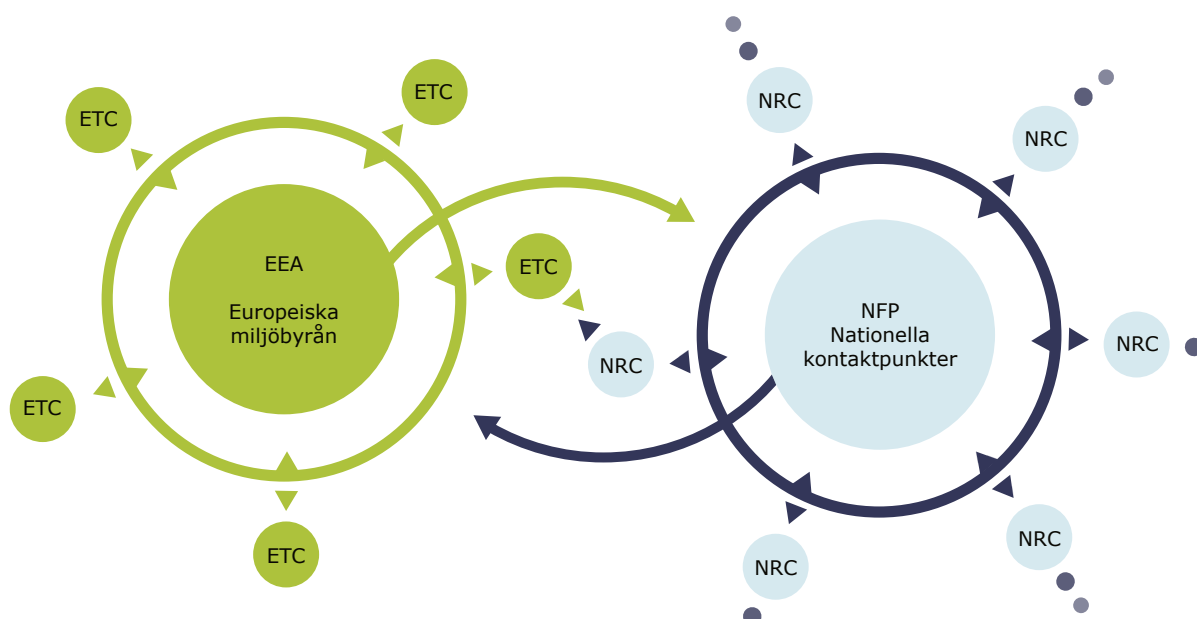 ETC
ETC
EEA
Europeiska
miljöbyrån
ETC
ETC
ETC
NRC
NRC
NFP
Nationella
kontaktpunkter
NRC
NRC
NRC
NRC